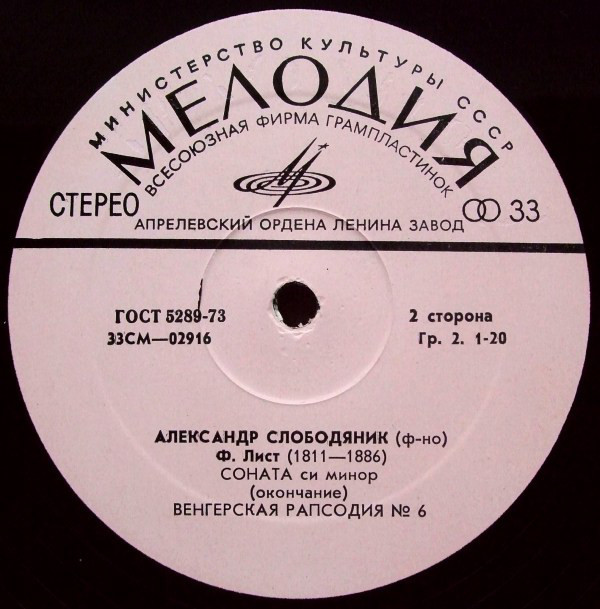 МИНИСТЕРСТВО КУЛЬТУРЫ СССР
МЕЛОДИЯ
ВСЕСОЮЗНАЯ ФИРМА ГРАМПЛАСТИНОК
СТЕРЕО
33
АПРЕЛЕВСКИЙ ОРДЕНА ЛЕНИНА ЗАВОД
ГОСТ 5289-73
33СМ—02916
2 сторона
Гр. 2. 1-20
АЛЕКСАНДР СЛОБОДЯНИК (ф-но)
Ф. Лист (1811—1886)
СОНАТА си минор
(окончание)
ВЕНГЕРСКАЯ РАПСОДИЯ № 6